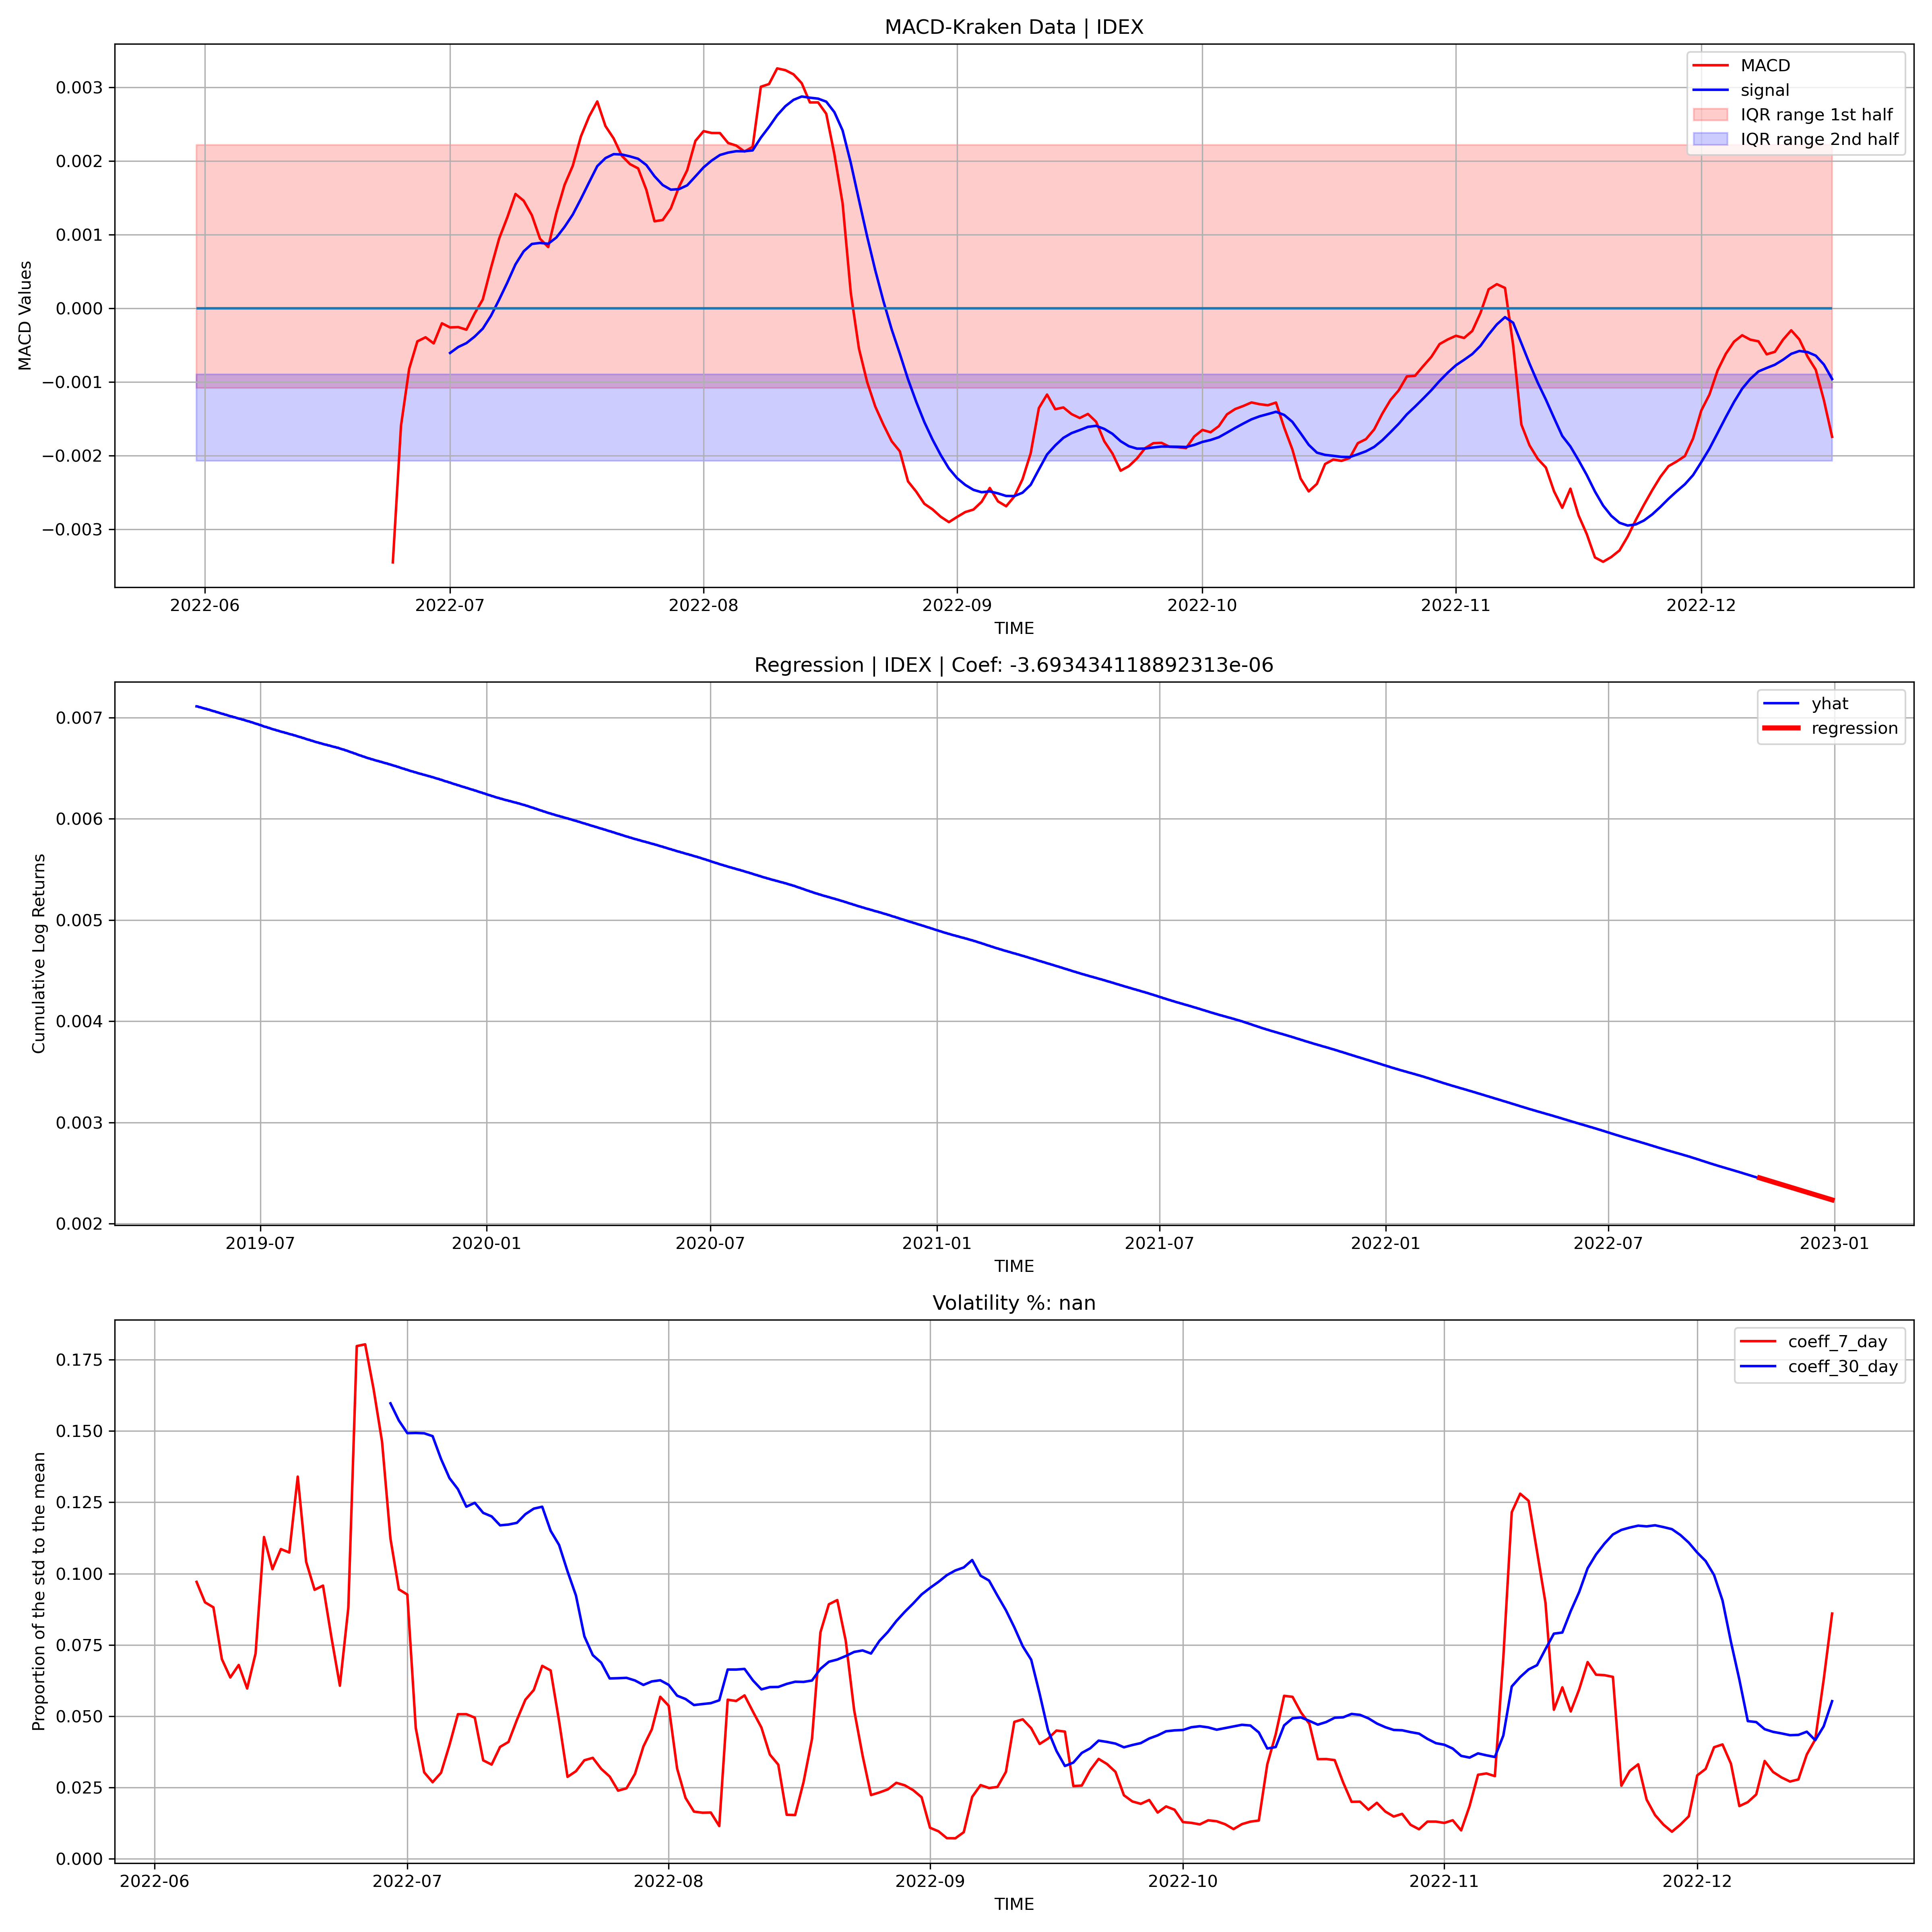 MACD-Kraken Data | IDEX
MACD
signal
IQR range 1st half
IQR range 2nd half
MACD Values
0.003
0.002
0.001
0.000
−0.001
−0.002
−0.003
2022-06 2022-07 2022-08 2022-09 2022-10 2022-11 2022-12
TIME
Regression | IDEX | Coef: -3.693434118892313e-06
yhat
regression
Cumulative Log Returns
0.007
0.006
0.005
0.004
0.003
0.002
2019-07 2020-01 2020-07 2021-01 2021-07 2022-01 2022-07 2023-01
TIME
Volatility %: nan
coeff_7_day
coeff_30_day
Proportion of the std to the mean
0.175
0.150
0.125
0.100
0.075
0.050
0.025
0.000
2022-06 2022-07 2022-08 2022-09 2022-10 2022-11 2022-12
TIME